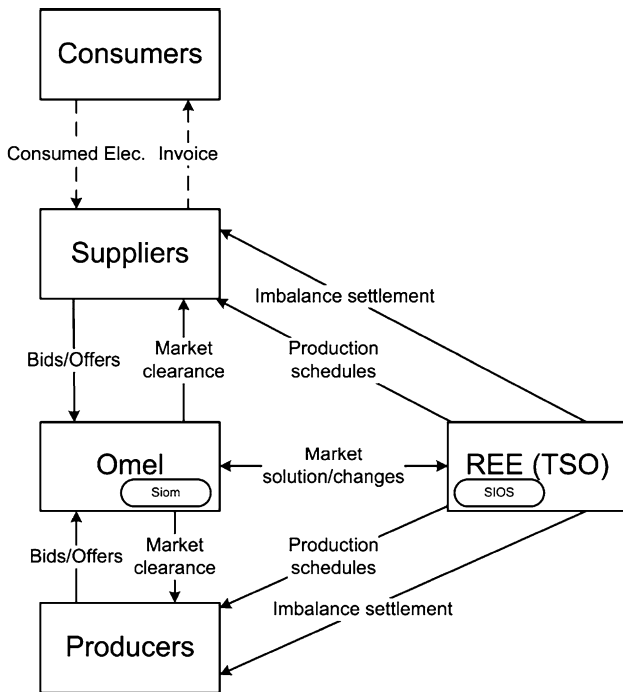 Consumers
Consumed Elec.
Invoice
Suppliers
Imbalance settlement
Bids/Offers
Market
clearance
Production
schedules
Omel
Siom
Market
solution/changes
REE (TSO)
SIOS
Bids/Offers
Market
clearance
Production
schedules
Imbalance settlement
Producers